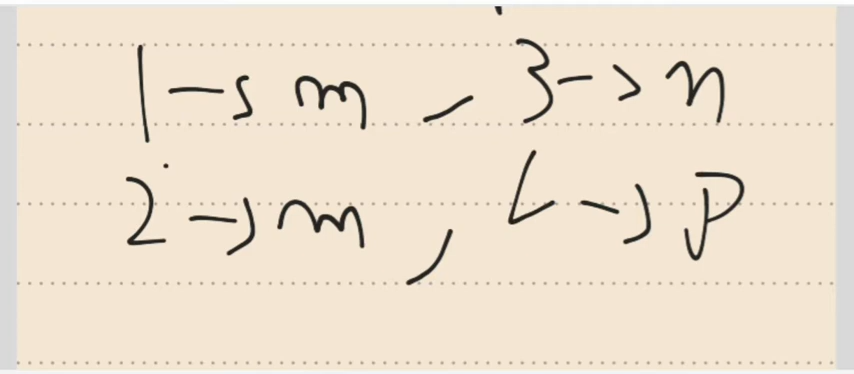 1 → m, 3 → n
2 → m, 4 → p